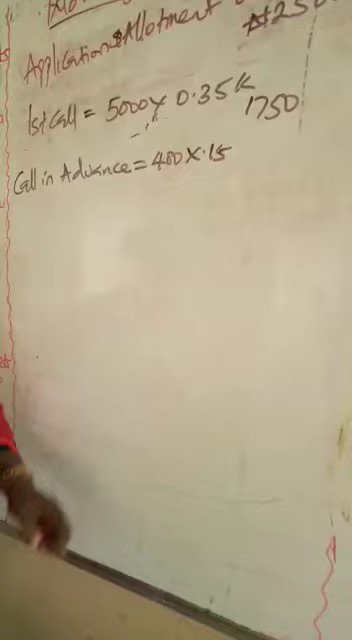 Application & Allotment
1st call = 5000 x 0.35k
1750
Call in Advance = 480 x .15